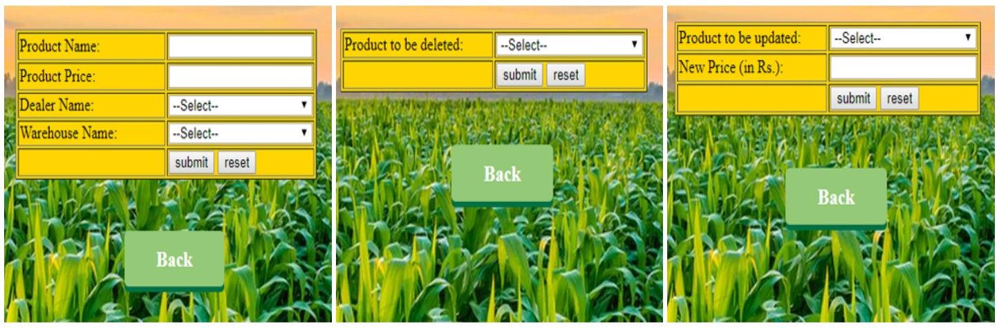 Product Name:
Product Price:
Dealer Name: --Select--
Warehouse Name: --Select--
submit reset
Back
Product to be deleted: --Select--
submit reset
Back
Product to be updated: --Select--
New Price (in Rs.):
submit reset
Back